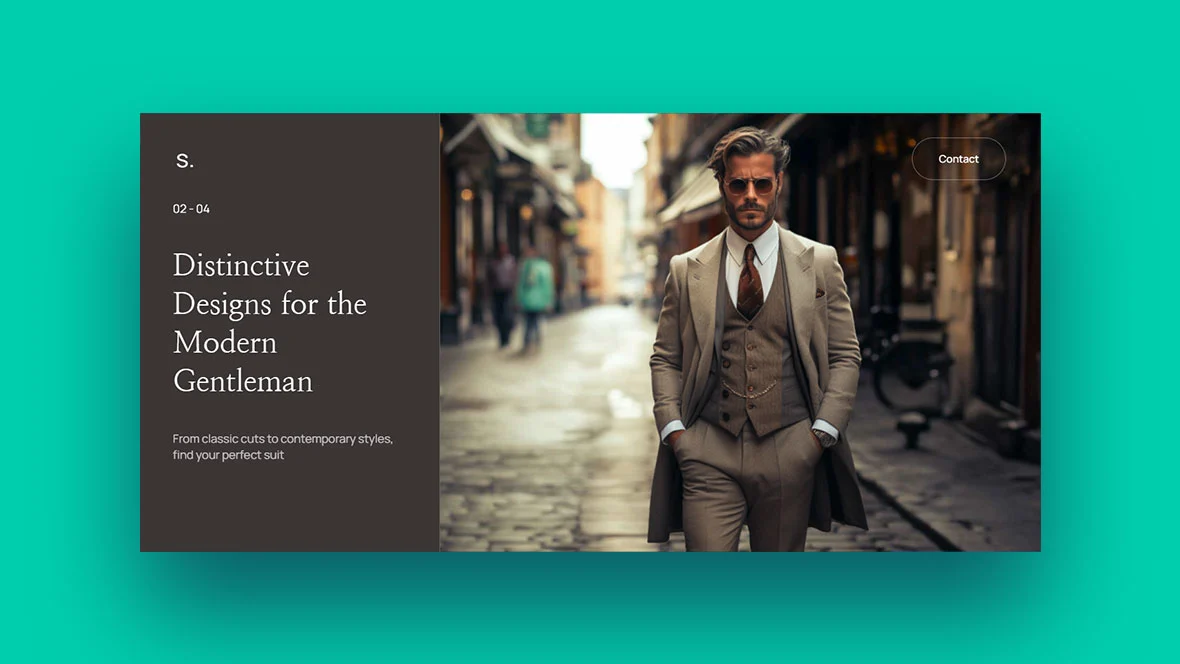 s.
Contact
02 - 04
Distinctive
Designs for the
Modern
Gentleman
From classic cuts to contemporary styles,
find your perfect suit